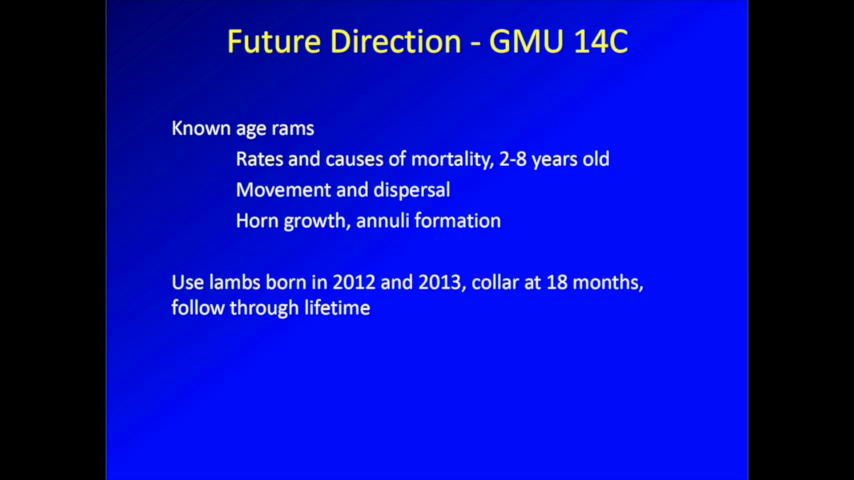 Future Direction - GMU 14C
Known age rams
Rates and causes of mortality, 2-8 years old
Movement and dispersal
Horn growth, annuli formation
Use lambs born in 2012 and 2013, collar at 18 months,
follow through lifetime